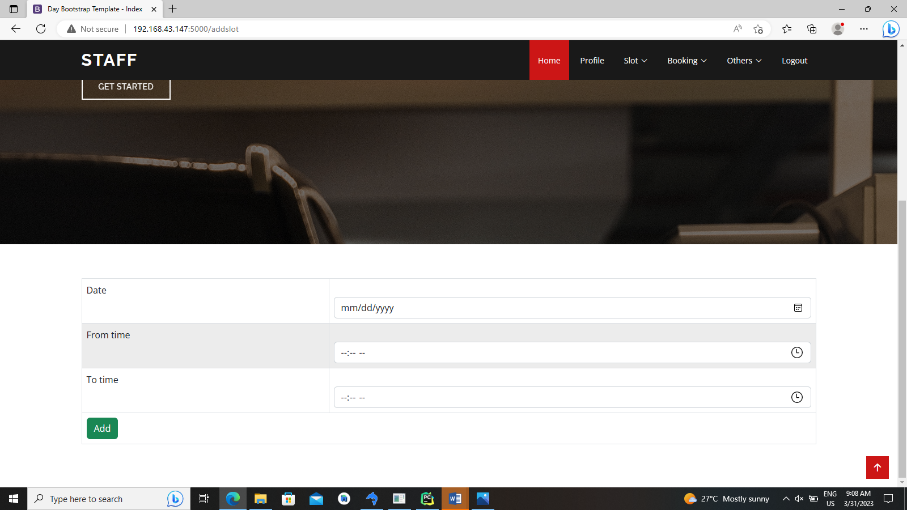 Day Bootstrap Template - Index
Not secure 192.168.43.147:5000/addslot
STAFF
Home Profile Slot Booking Others Logout
GET STARTED
Date
mm/dd/yyyy
From time
--:-- --
To time
--:-- --
Add
Type here to search
27°C Mostly sunny
ENG
US
9:08 AM
3/31/2023